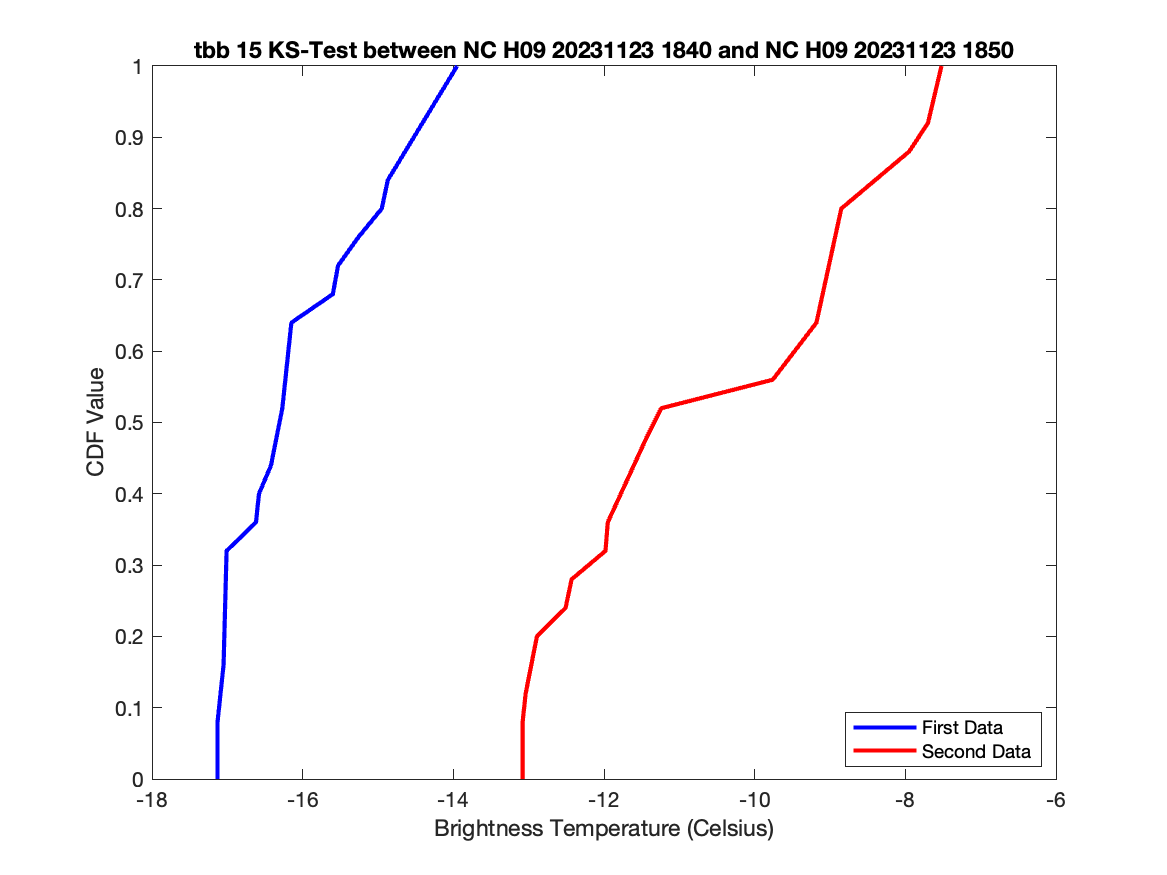 tbb 15 KS-Test between NC H09 20231123 1840 and NC H09 20231123 1850
1
0.9
0.8
0.7
0.6
0.5
0.4
0.3
0.2
0.1
0
CDF Value
First Data
Second Data
-18 -16 -14 -12 -10 -8 -6
Brightness Temperature (Celsius)